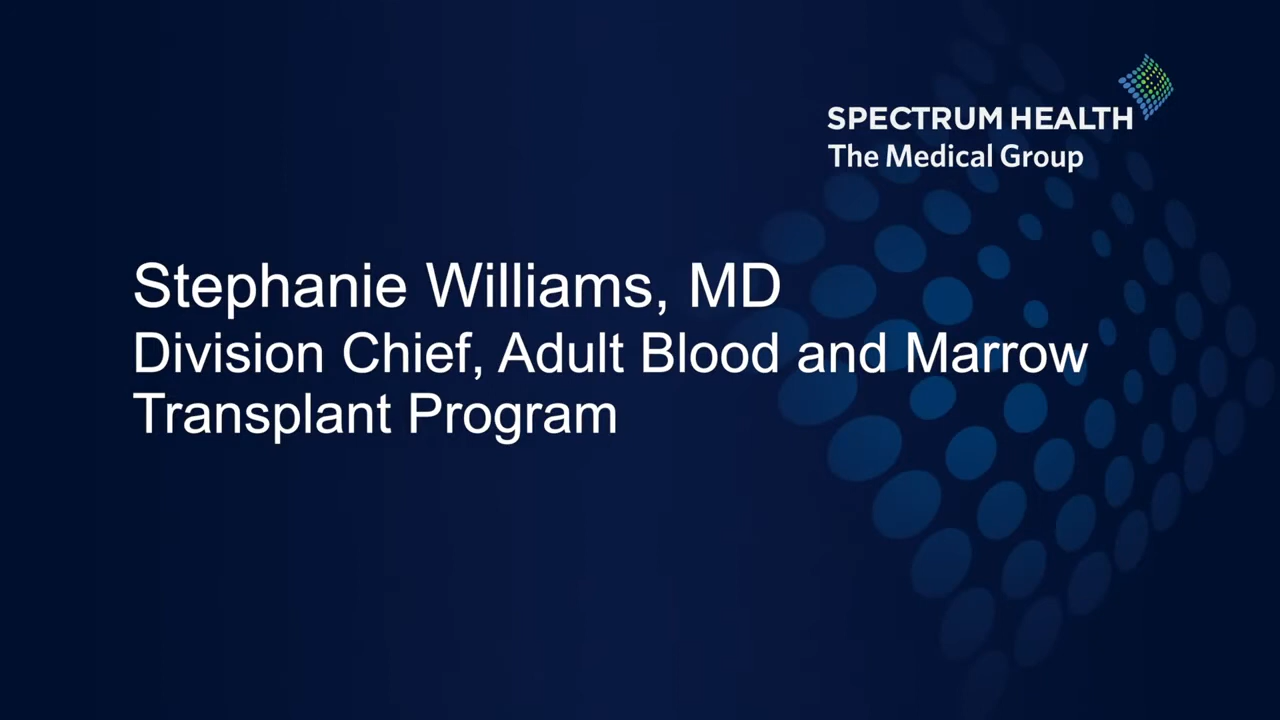 SPECTRUM HEALTH
The Medical Group
Stephanie Williams, MD
Division Chief, Adult Blood and Marrow
Transplant Program